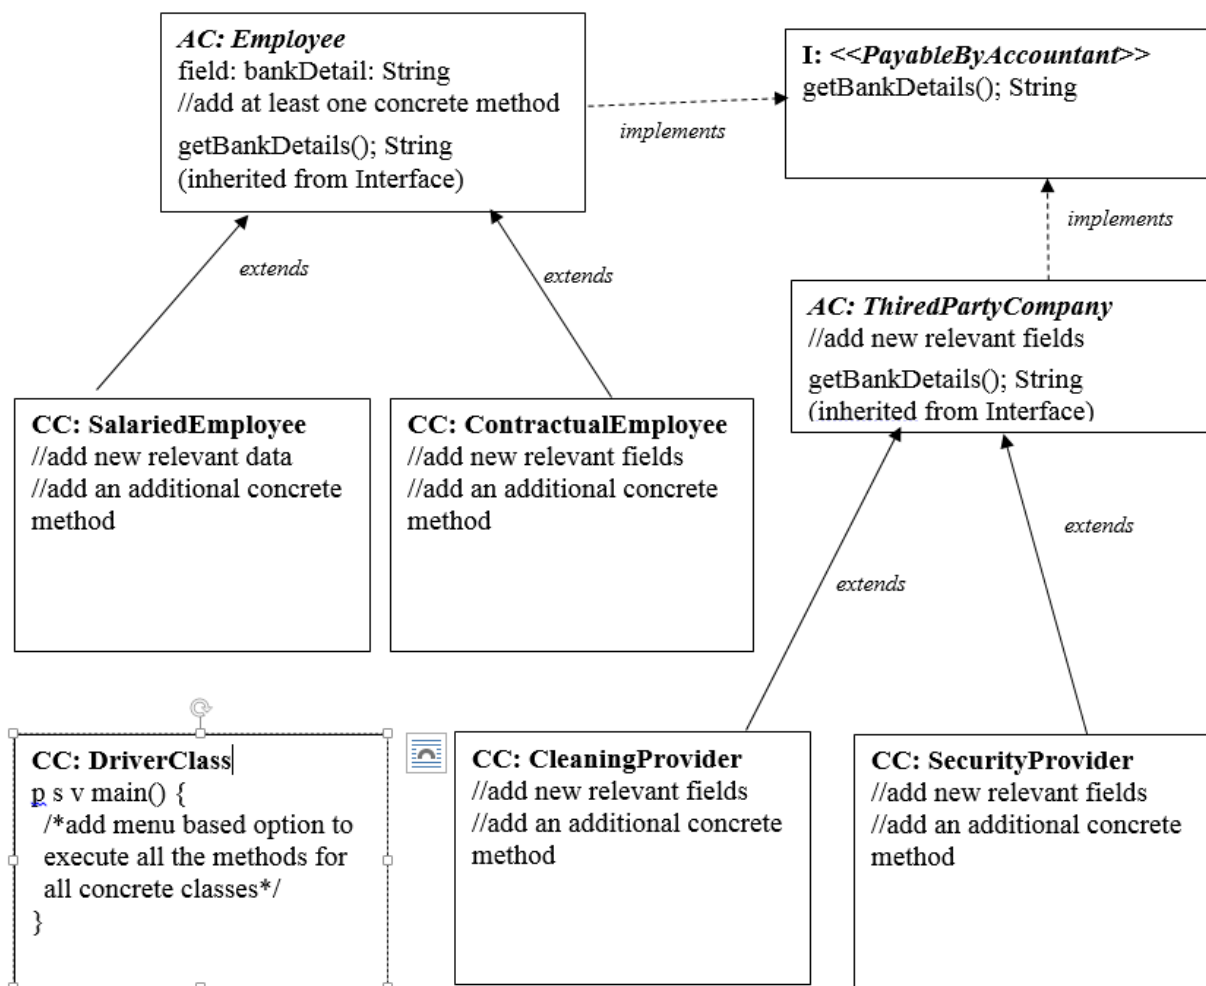 AC: Employee
field: bankDetail: String
//add at least one concrete method
getBankDetails(); String
(inherited from Interface)
I: <<PayableByAccountant>>
getBankDetails(); String
implements
implements
extends
extends
AC: ThiredPartyCompany
//add new relevant fields
getBankDetails(); String
(inherited from Interface)
CC: SalariedEmployee
//add new relevant data
//add an additional concrete
method
CC: ContractualEmployee
//add new relevant fields
//add an additional concrete
method
extends
extends
CC: DriverClass
p s v main() {
/*add menu based option to
execute all the methods for
all concrete classes*/
}
CC: CleaningProvider
//add new relevant fields
//add an additional concrete
method
CC: SecurityProvider
//add new relevant fields
//add an additional concrete
method